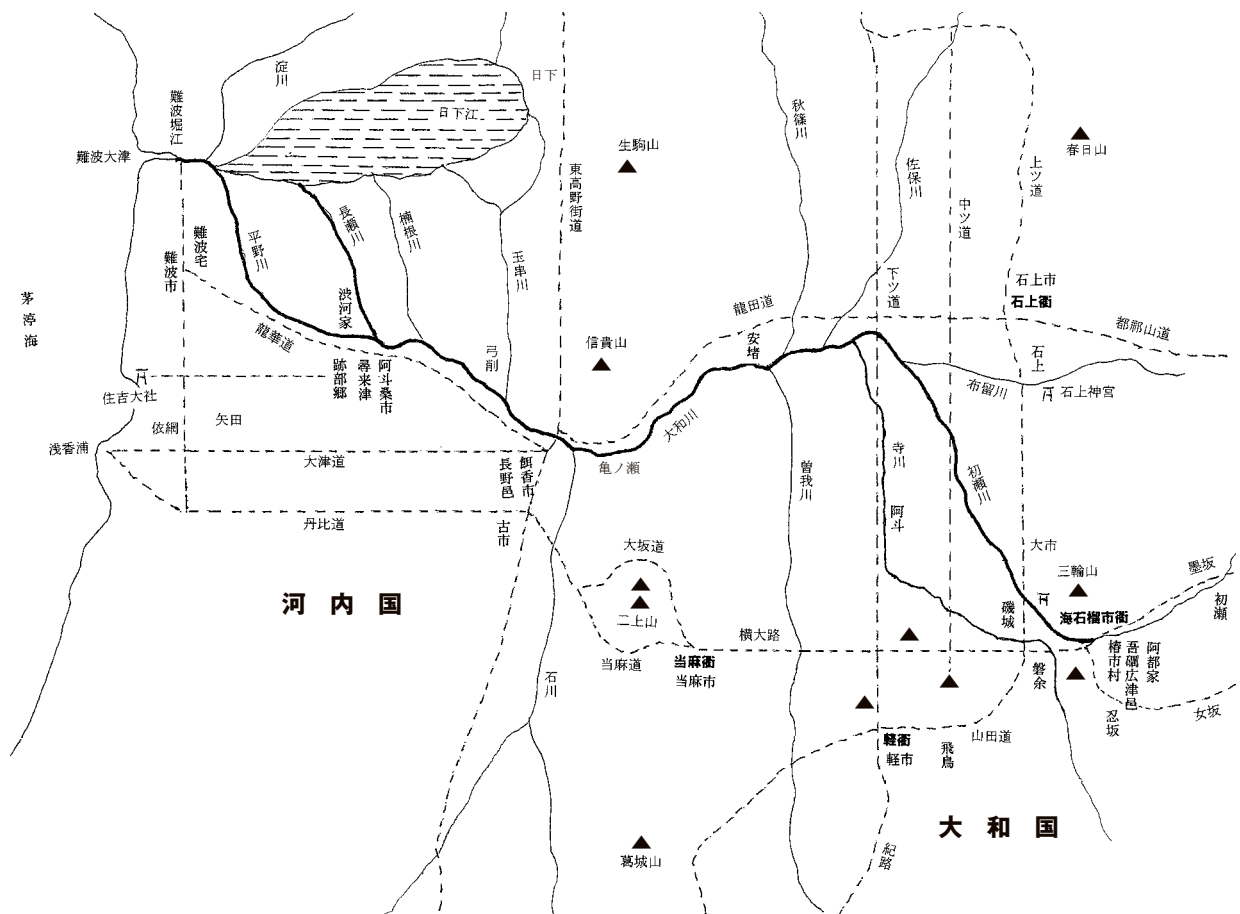 日下
淀川
難波堀江
日下江
難波大津
生駒山
春日山
秋篠川
佐保川
上ツ道
中ツ道
東高野街道
長瀬川
楠根川
玉串川
平野川
難波宅
難波市
茅渟海
渋河家
龍華道
下ツ道
石上市
石上衢
龍田道
都祁山道
安堵
信貴山
弓削
石上
布留川
石上神宮
住吉大社
跡部郷
尋来津
阿斗桑市
依網
矢田
大和川
浅香浦
大津道
亀ノ瀬
餌香市
長野邑
寺川
初瀬川
曽我川
阿斗
丹比道
古市
大坂道
大市
三輪山
墨坂
初瀬
河内国
二上山
磯城
海石榴市衢
横大路
当麻道
当麻衢
当麻市
磐余
椿市村
吾礪広津邑
阿都家
石川
忍坂
女坂
軽衢
軽市
飛鳥
山田道
大和国
葛城山
紀路